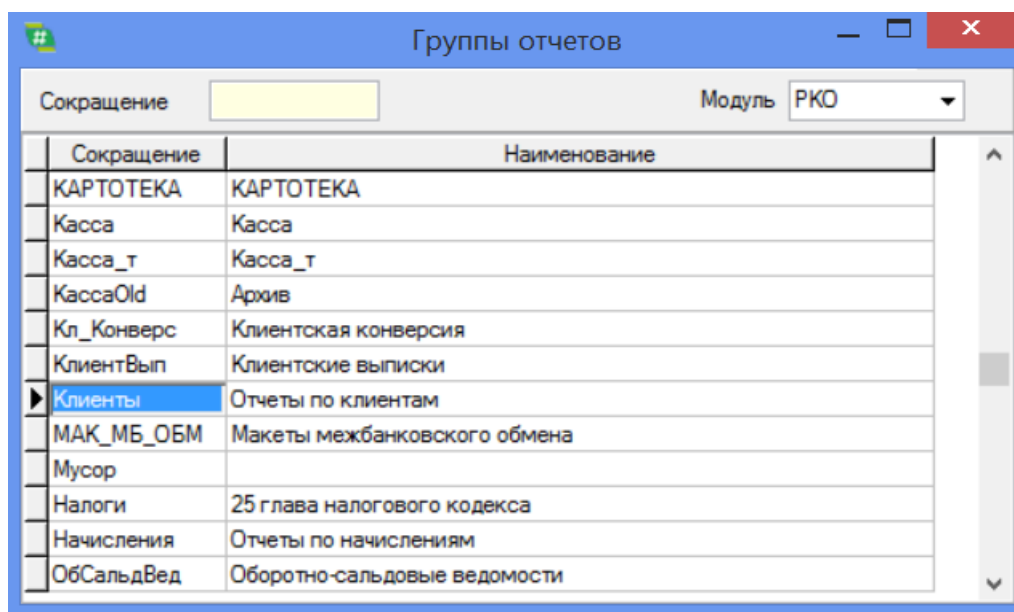 Группы отчетов
Сокращение Модуль РКО
Сокращение Наименование
КАРТОТЕКА КАРТОТЕКА
Касса Касса
Касса_т Касса_т
КассаOld Архив
Кл_Конверс Клиентская конверсия
КлиентВып Клиентские выписки
Клиенты Отчеты по клиентам
МАК_МБ_ОБМ Макеты межбанковского обмена
Мусор
Налоги 25 глава налогового кодекса
Начисления Отчеты по начислениям
ОбСальдВед Оборотно-сальдовые ведомости